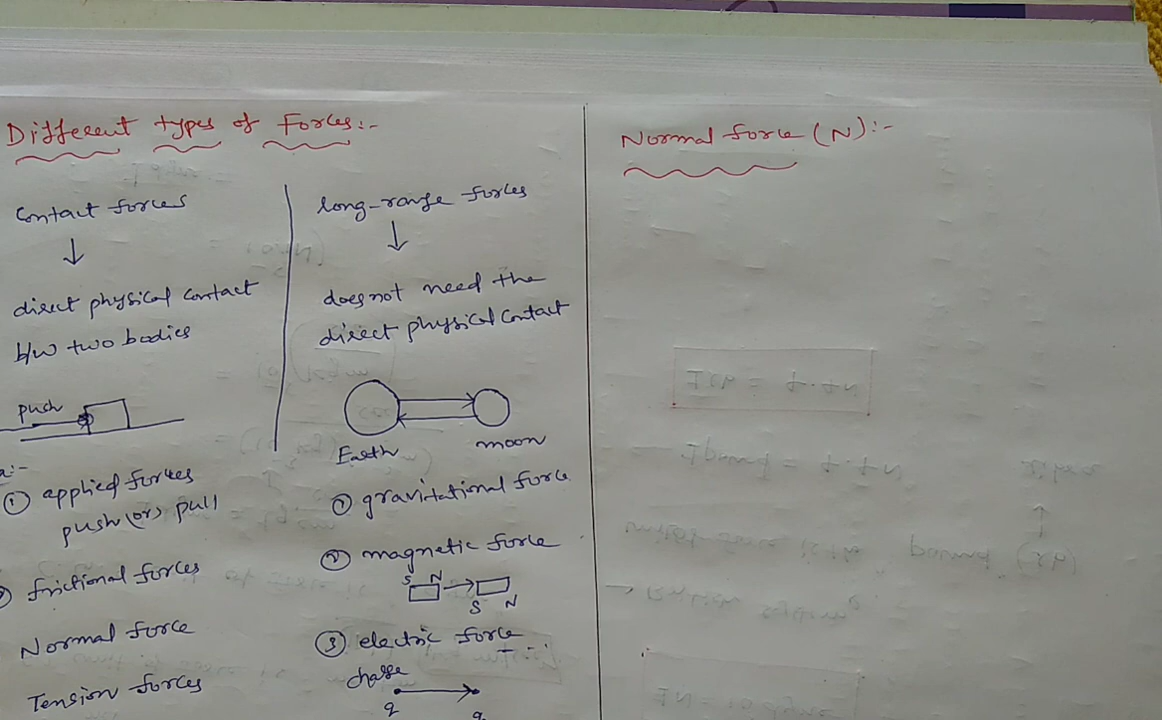 Different types of Forces:-
Contact forces
↓
direct physical contact
b/w two bodies
push
① applied forces
push (or) pull
frictional forces
Normal force
Tension forces
long-range forces
↓
does not need the
direct physical contact
Earth
moon
① gravitational force
② magnetic force
S N
S N
③ electric force
charge
q
q
Normal force (N):-